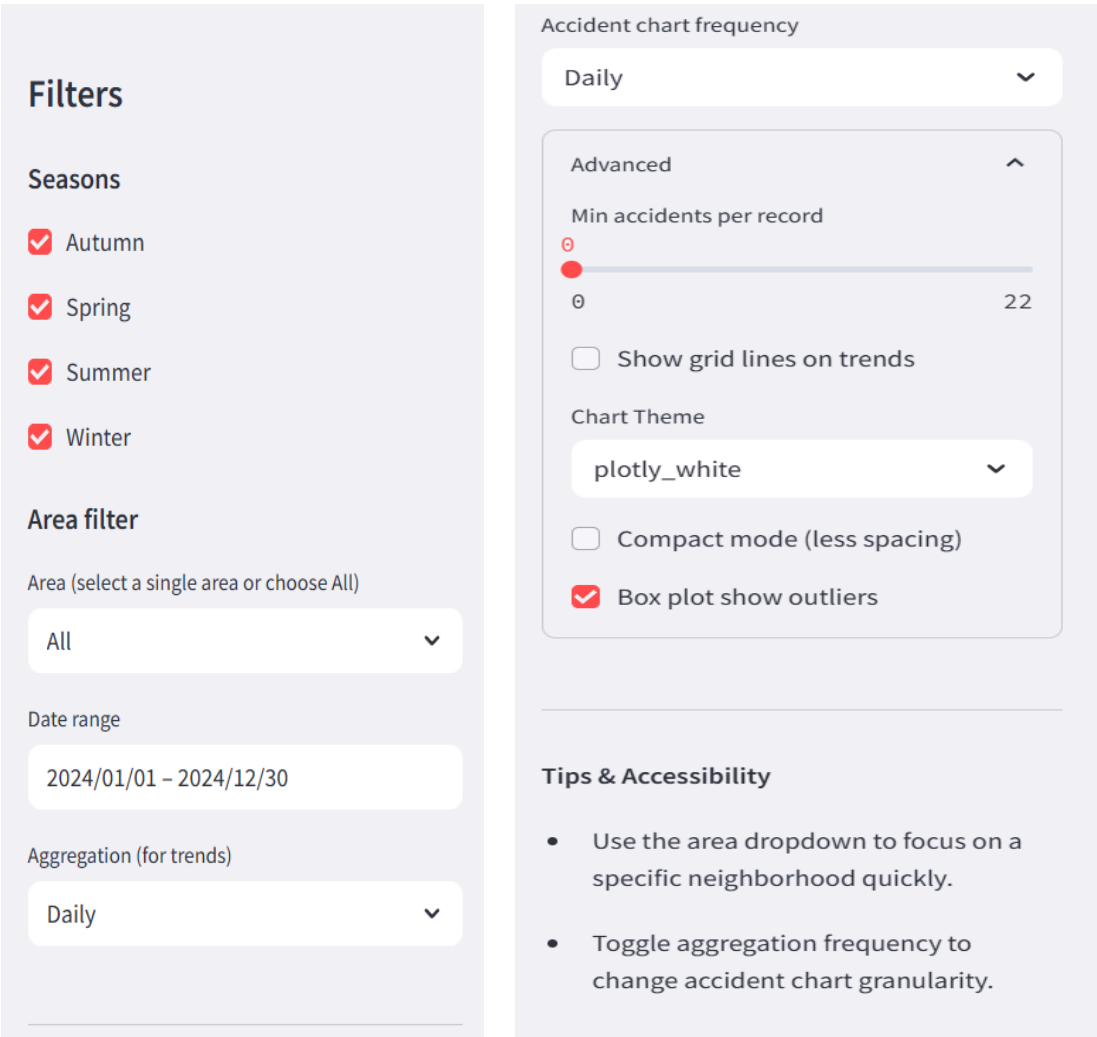 Filters
Seasons
Autumn
Spring
Summer
Winter
Area filter
Area (select a single area or choose All)
All
Date range
2024/01/01 – 2024/12/30
Aggregation (for trends)
Daily
Accident chart frequency
Daily
Advanced
Min accidents per record
0
0 22
Show grid lines on trends
Chart Theme
plotly_white
Compact mode (less spacing)
Box plot show outliers
Tips & Accessibility
• Use the area dropdown to focus on a
specific neighborhood quickly.
• Toggle aggregation frequency to
change accident chart granularity.